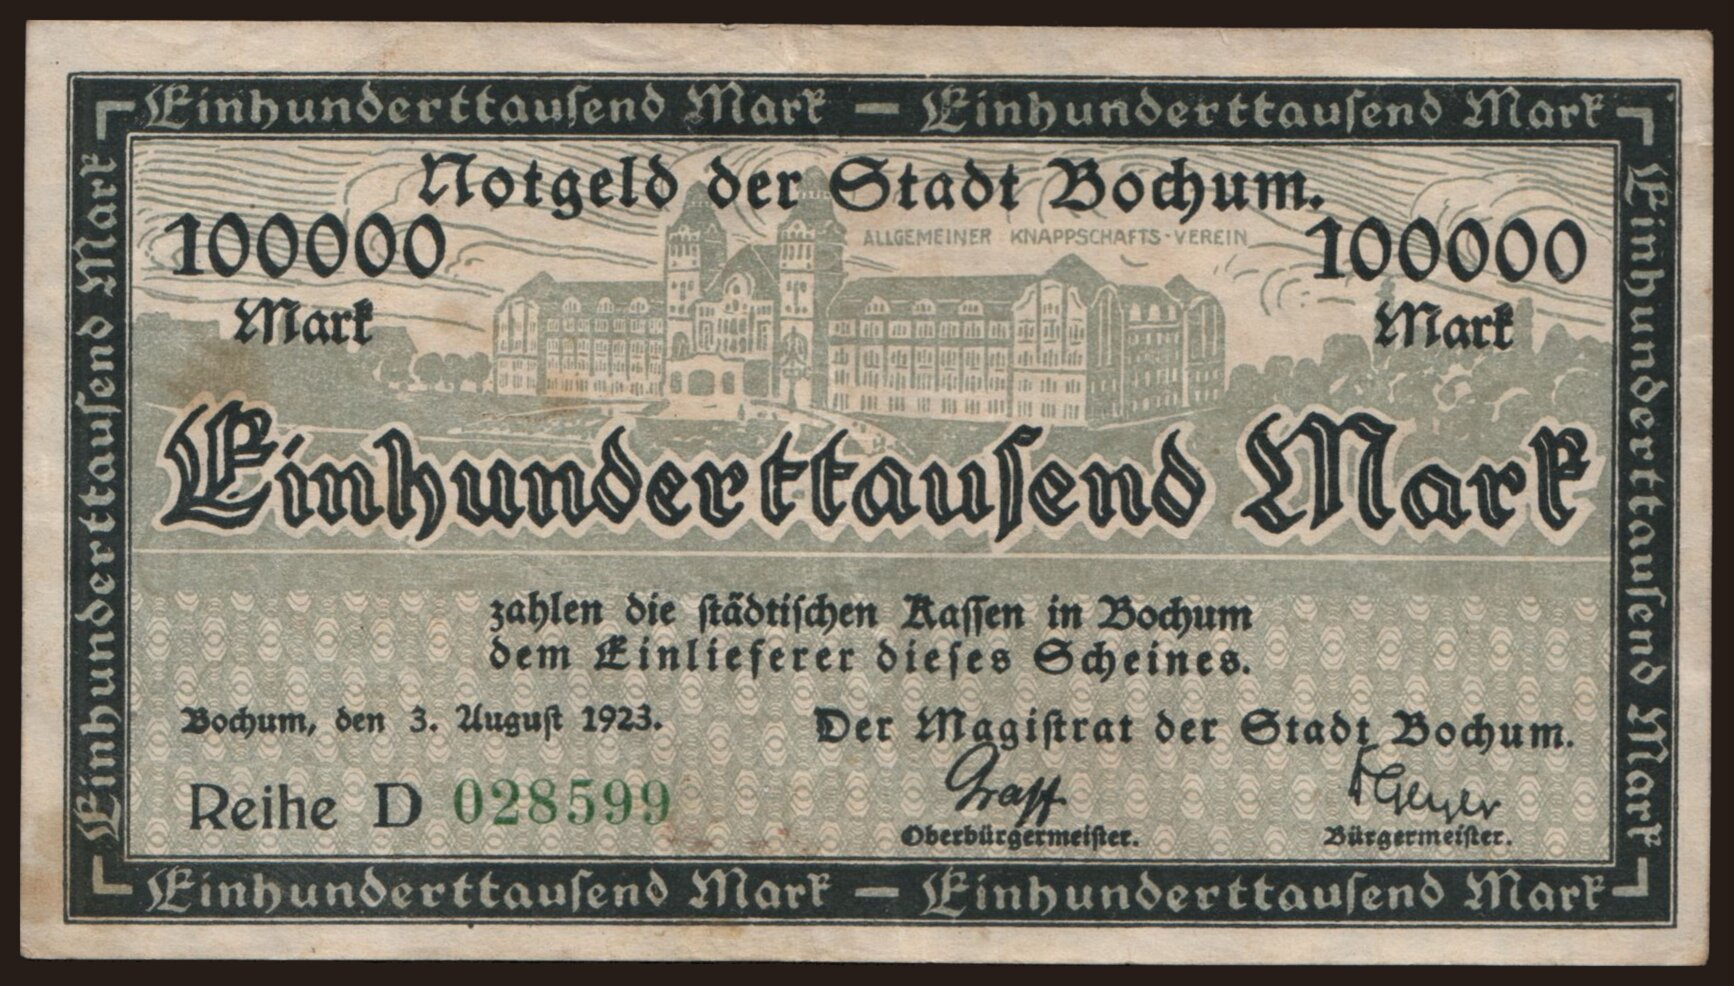 Einhunderttausend Mark — Einhunderttausend Mark
Notgeld der Stadt Bochum.
100000
Mark
ALLGEMEINER KNAPPSCHAFTS-VEREIN
100000
Mark
Einhunderttausend Mark
zahlen die städtischen Kassen in Bochum
dem Einlieferer dieses Scheines.
Bochum, den 3. August 1923.
Der Magistrat der Stadt Bochum.
Reihe D 028599
Graff
Oberbürgermeister.
Geyer
Bürgermeister.
Einhunderttausend Mark
Einhunderttausend Mark
Einhunderttausend Mark — Einhunderttausend Mark